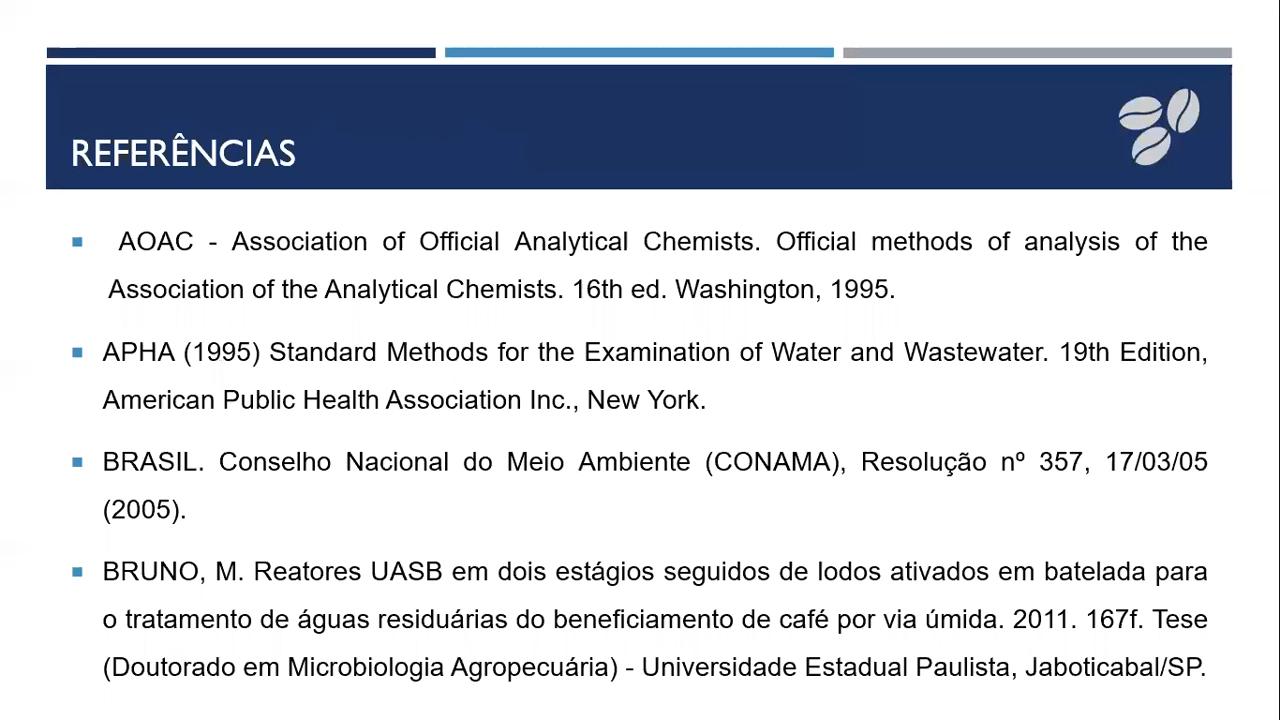 REFERÊNCIAS
AOAC - Association of Official Analytical Chemists. Official methods of analysis of the
Association of the Analytical Chemists. 16th ed. Washington, 1995.
APHA (1995) Standard Methods for the Examination of Water and Wastewater. 19th Edition,
American Public Health Association Inc., New York.
BRASIL. Conselho Nacional do Meio Ambiente (CONAMA), Resolução nº 357, 17/03/05
(2005).
BRUNO, M. Reatores UASB em dois estágios seguidos de lodos ativados em batelada para
o tratamento de águas residuárias do beneficiamento de café por via úmida. 2011. 167f. Tese
(Doutorado em Microbiologia Agropecuária) - Universidade Estadual Paulista, Jaboticabal/SP.